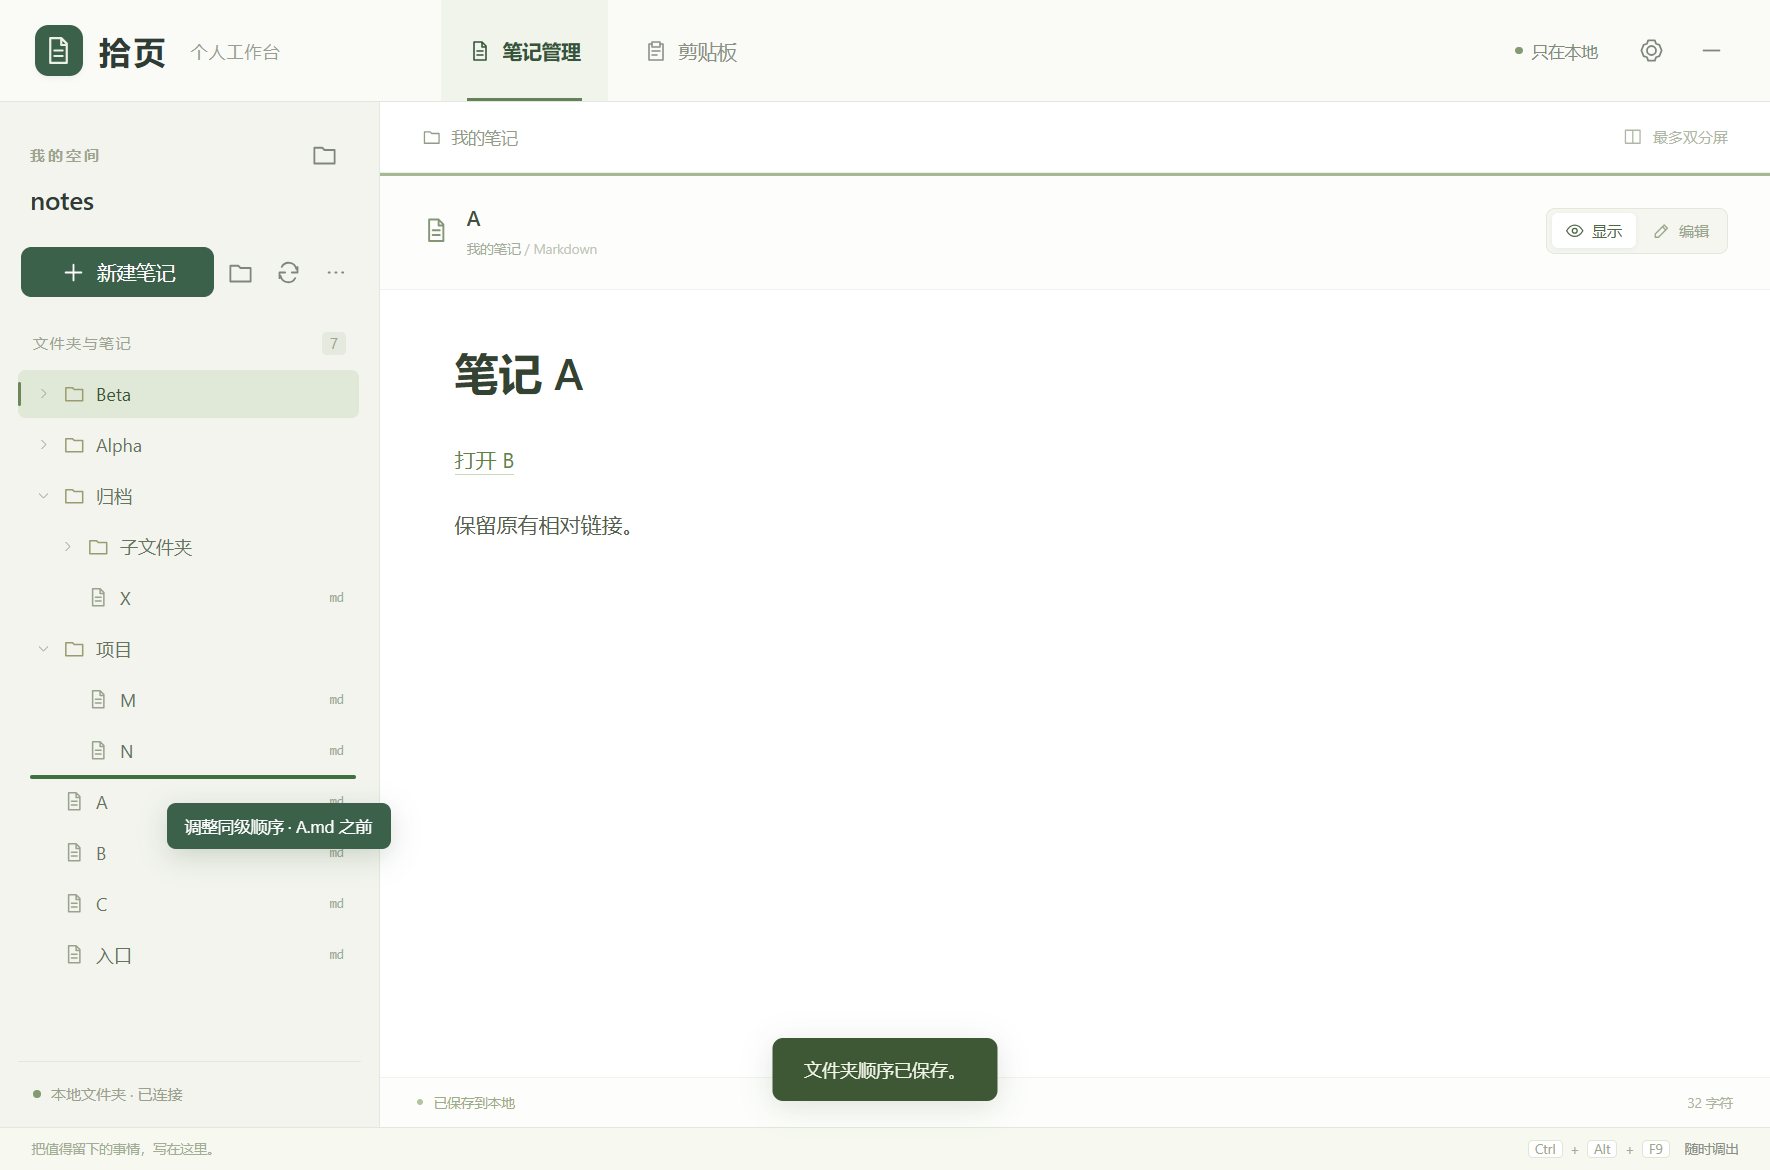 拾页 个人工作台
笔记管理
剪贴板
只在本地
我的空间
notes
新建笔记
文件夹与笔记 7
Beta
Alpha
归档
子文件夹
X md
项目
M md
N md
A md
调整同级顺序 · A.md 之前
B md
C md
入口 md
本地文件夹 · 已连接
我的笔记
最多双分屏
A
我的笔记 / Markdown
显示 编辑
笔记 A
打开 B
保留原有相对链接。
文件夹顺序已保存。
已保存到本地
32 字符
把值得留下的事情，写在这里。
Ctrl + Alt + F9 随时调出